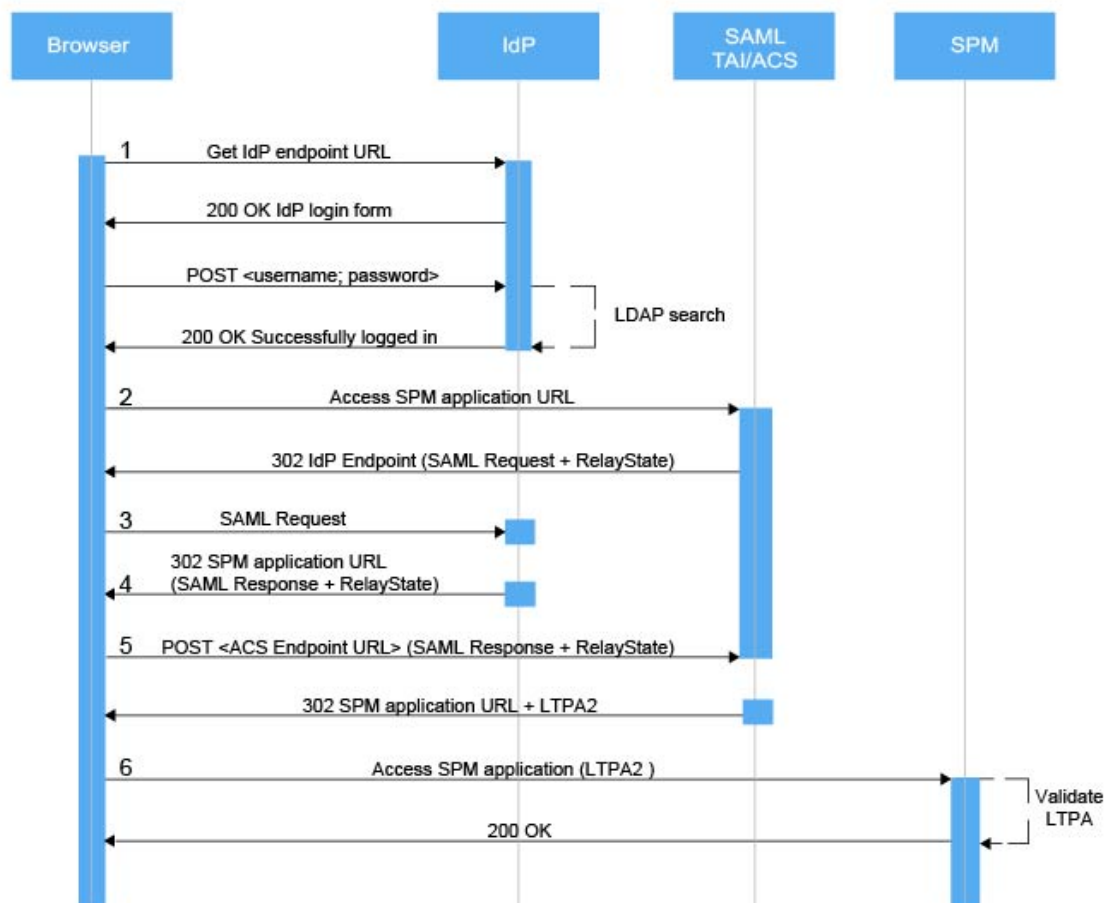 Browser
IdP
SAML
TAI/ACS
SPM
1
Get IdP endpoint URL
200 OK IdP login form
POST <username; password>
LDAP search
200 OK Successfully logged in
2
Access SPM application URL
302 IdP Endpoint (SAML Request + RelayState)
3
SAML Request
302 SPM application URL
4
(SAML Response + RelayState)
5
POST <ACS Endpoint URL> (SAML Response + RelayState)
302 SPM application URL + LTPA2
6
Access SPM application (LTPA2 )
Validate
LTPA
200 OK